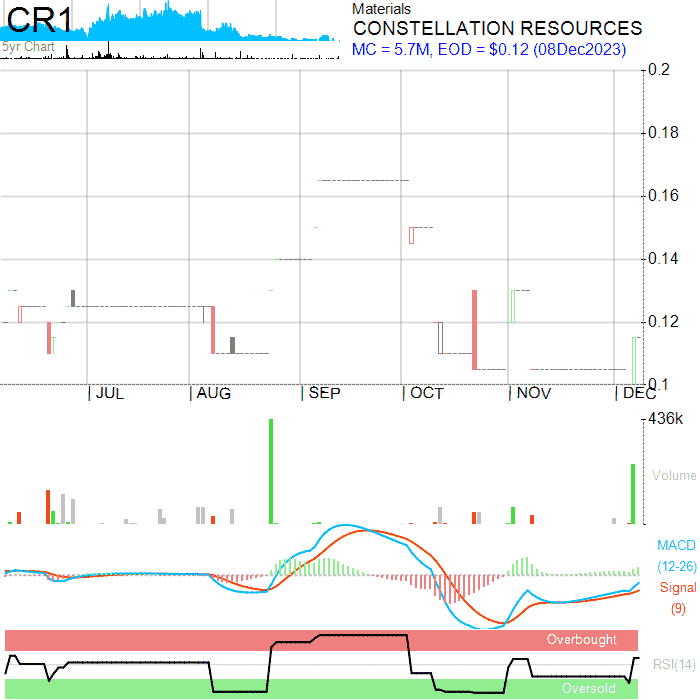 CR1
5yr Chart
Materials
CONSTELLATION RESOURCES
MC = 5.7M, EOD = $0.12 (08Dec2023)
0.2
0.18
0.16
0.14
0.12
0.1
JUL AUG SEP OCT NOV DEC
436k
Volume
MACD
(12-26)
Signal
(9)
Overbought
RSI(14)
Oversold